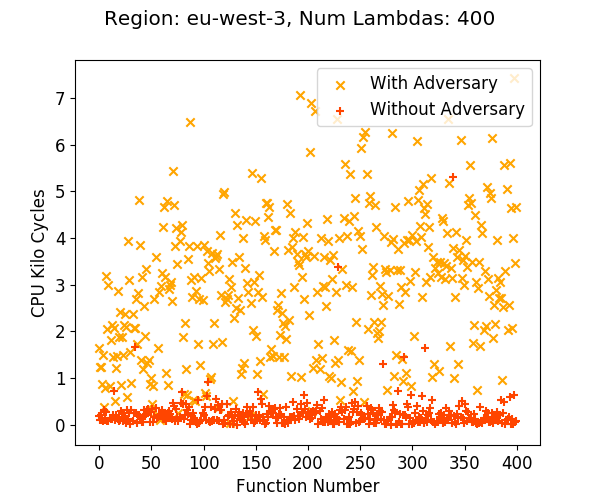 Region: eu-west-3, Num Lambdas: 400
With Adversary
Without Adversary
7
6
5
4
3
2
1
0
CPU Kilo Cycles
0 50 100 150 200 250 300 350 400
Function Number